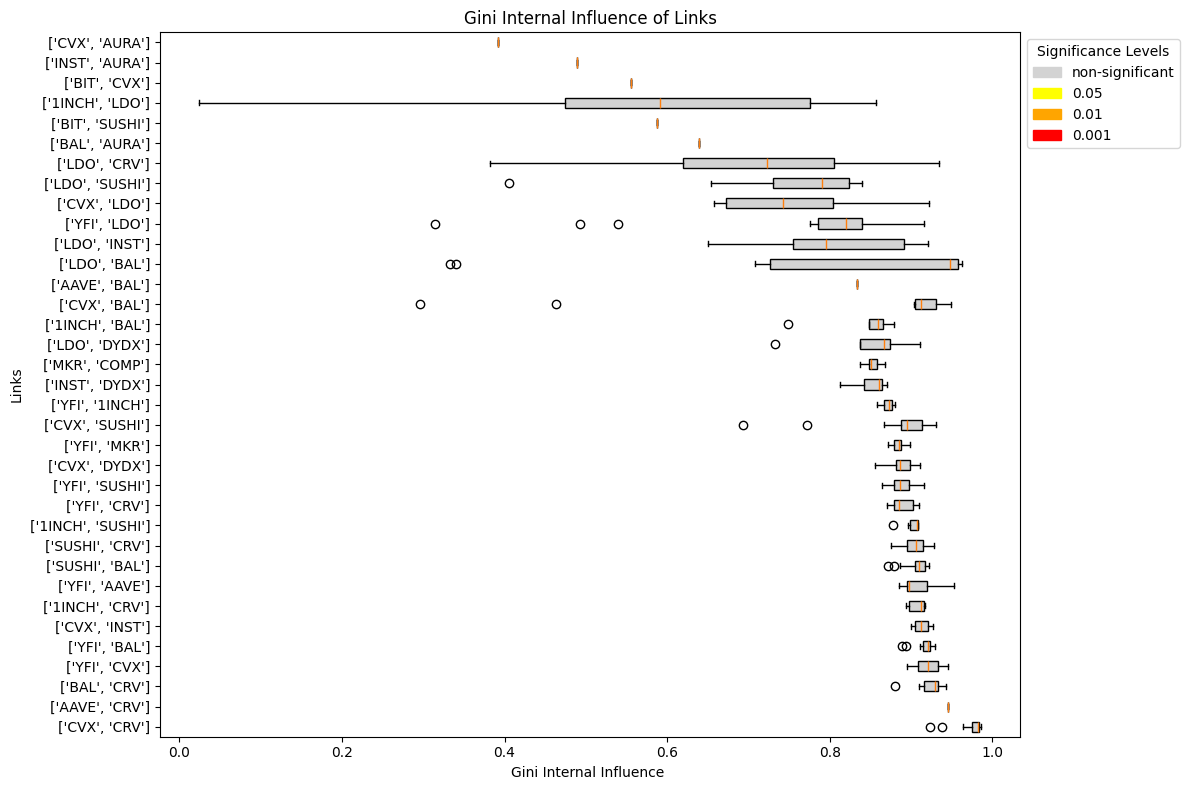 Gini Internal Influence of Links
['CVX', 'AURA']
['INST', 'AURA']
['BIT', 'CVX']
['1INCH', 'LDO']
['BIT', 'SUSHI']
['BAL', 'AURA']
['LDO', 'CRV']
['LDO', 'SUSHI']
['CVX', 'LDO']
['YFI', 'LDO']
['LDO', 'INST']
['LDO', 'BAL']
['AAVE', 'BAL']
['CVX', 'BAL']
['1INCH', 'BAL']
['LDO', 'DYDX']
['MKR', 'COMP']
['INST', 'DYDX']
['YFI', '1INCH']
['CVX', 'SUSHI']
['YFI', 'MKR']
['CVX', 'DYDX']
['YFI', 'SUSHI']
['YFI', 'CRV']
['1INCH', 'SUSHI']
['SUSHI', 'CRV']
['SUSHI', 'BAL']
['YFI', 'AAVE']
['1INCH', 'CRV']
['CVX', 'INST']
['YFI', 'BAL']
['YFI', 'CVX']
['BAL', 'CRV']
['AAVE', 'CRV']
['CVX', 'CRV']
Links
0.0 0.2 0.4 0.6 0.8 1.0
Gini Internal Influence
Significance Levels
non-significant
0.05
0.01
0.001